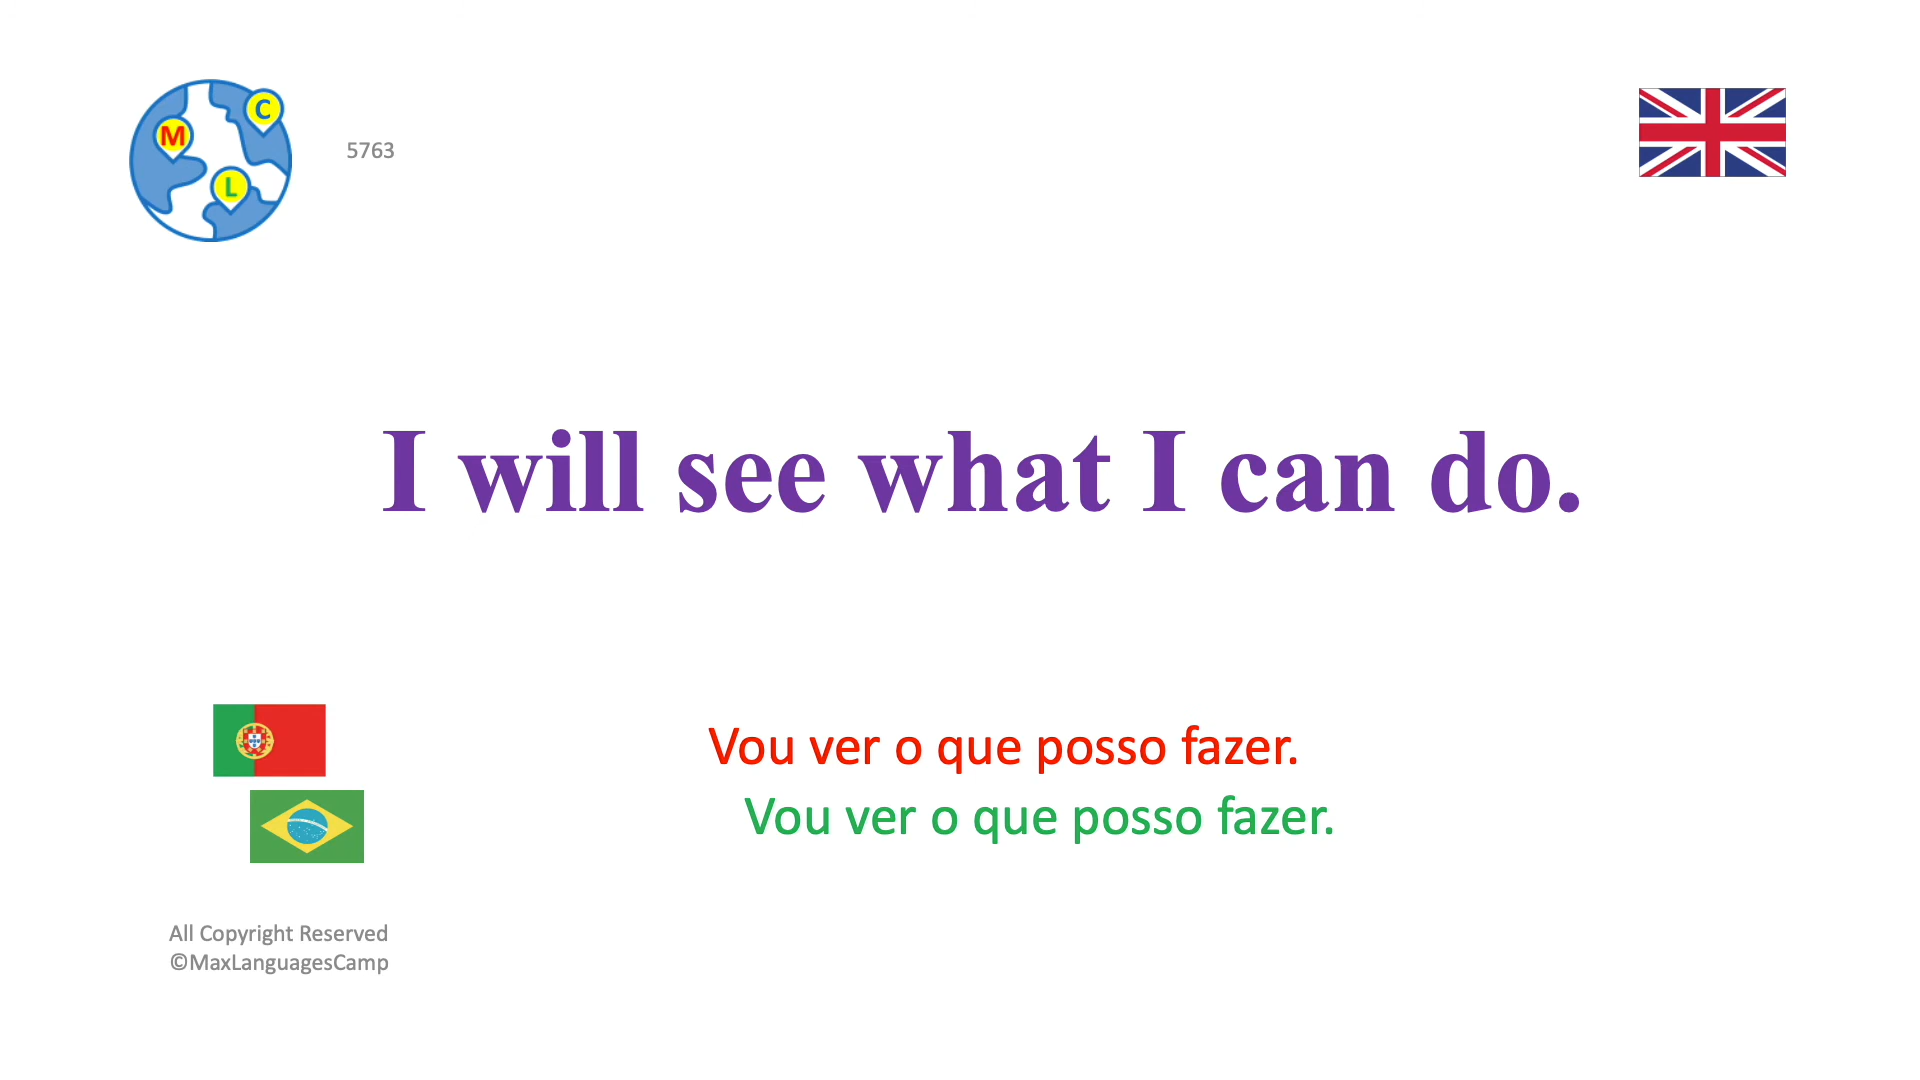 M
C
L
5763
I will see what I can do.
Vou ver o que posso fazer.
Vou ver o que posso fazer.
All Copyright Reserved
©MaxLanguagesCamp